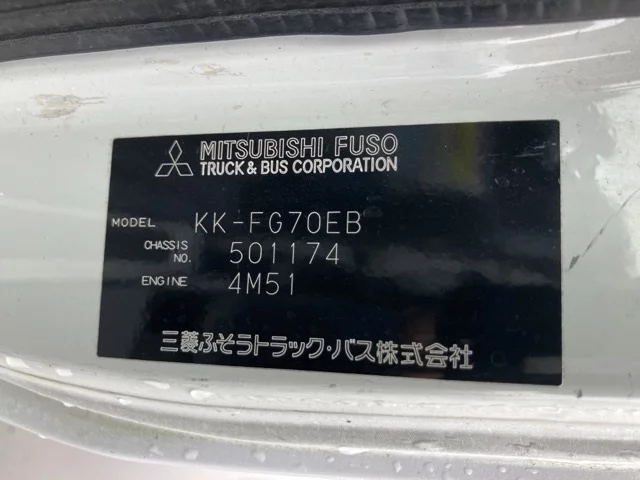 MITSUBISHI FUSO
TRUCK & BUS CORPORATION
MODEL KK-FG70EB
CHASSIS NO. 501174
ENGINE 4M51
三菱ふそうトラック・バス株式会社